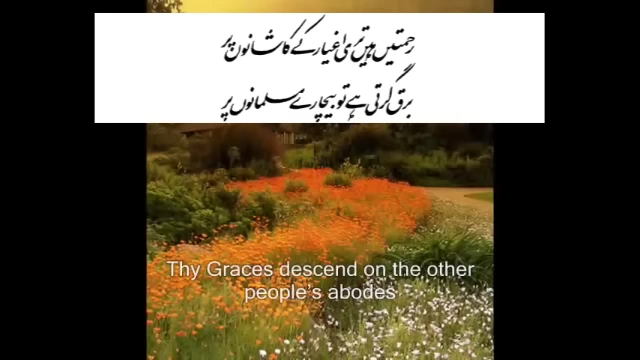 رحمتیں ہیں تری اغیار کے کاشانوں پر
برق گرتی ہے تو بیچارے مسلمانوں پر
Thy Graces descend on the other
people's abodes